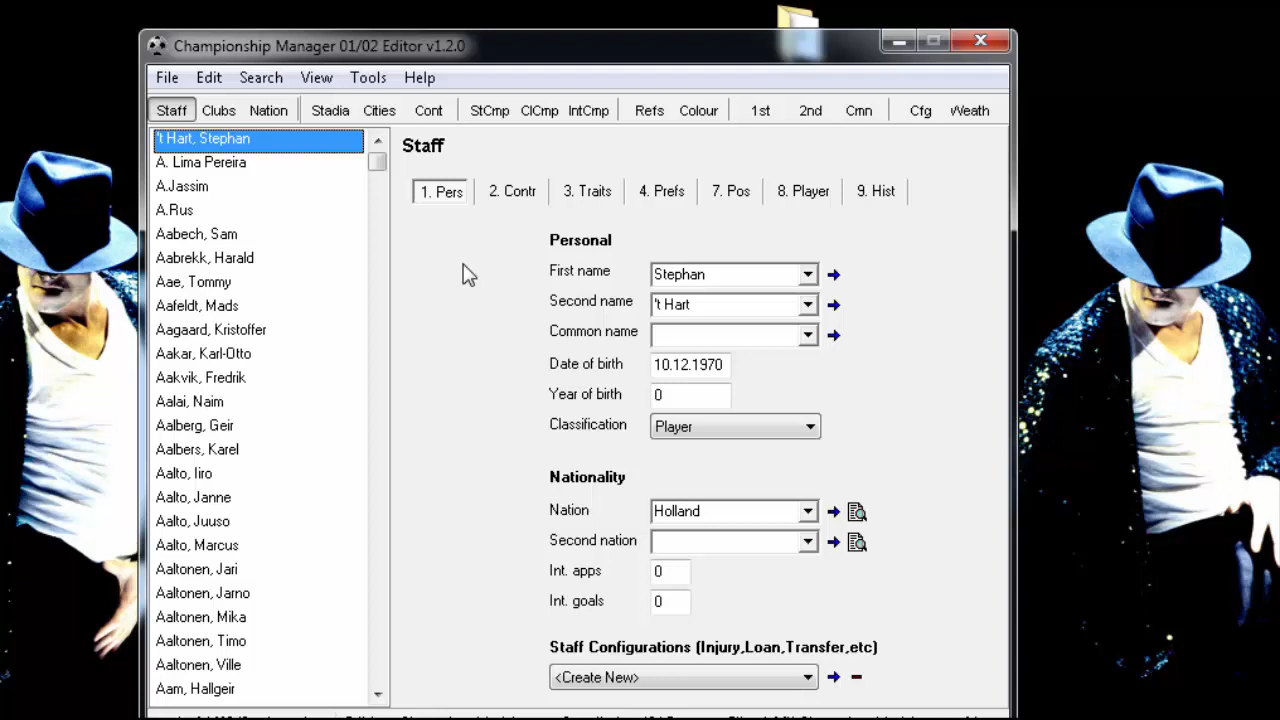 Championship Manager 01/02 Editor v1.2.0
File Edit Search View Tools Help
Staff Clubs Nation Stadia Cities Cont StCmp ClCmp IntCmp Refs Colour 1st 2nd Cmn Cfg Weath
't Hart, Stephan
A. Lima Pereira
A.Jassim
A.Rus
Aabech, Sam
Aabrekk, Harald
Aae, Tommy
Aafeldt, Mads
Aagaard, Kristoffer
Aakar, Karl-Otto
Aakvik, Fredrik
Aalai, Naim
Aalberg, Geir
Aalbers, Karel
Aalto, Iiro
Aalto, Janne
Aalto, Juuso
Aalto, Marcus
Aaltonen, Jari
Aaltonen, Jarno
Aaltonen, Mika
Aaltonen, Timo
Aaltonen, Ville
Aam, Hallgeir
Staff
1. Pers 2. Contr 3. Traits 4. Prefs 7. Pos 8. Player 9. Hist
Personal
First name Stephan
Second name 't Hart
Common name
Date of birth 10.12.1970
Year of birth 0
Classification Player
Nationality
Nation Holland
Second nation
Int. apps 0
Int. goals 0
Staff Configurations (Injury,Loan,Transfer,etc)
<Create New>